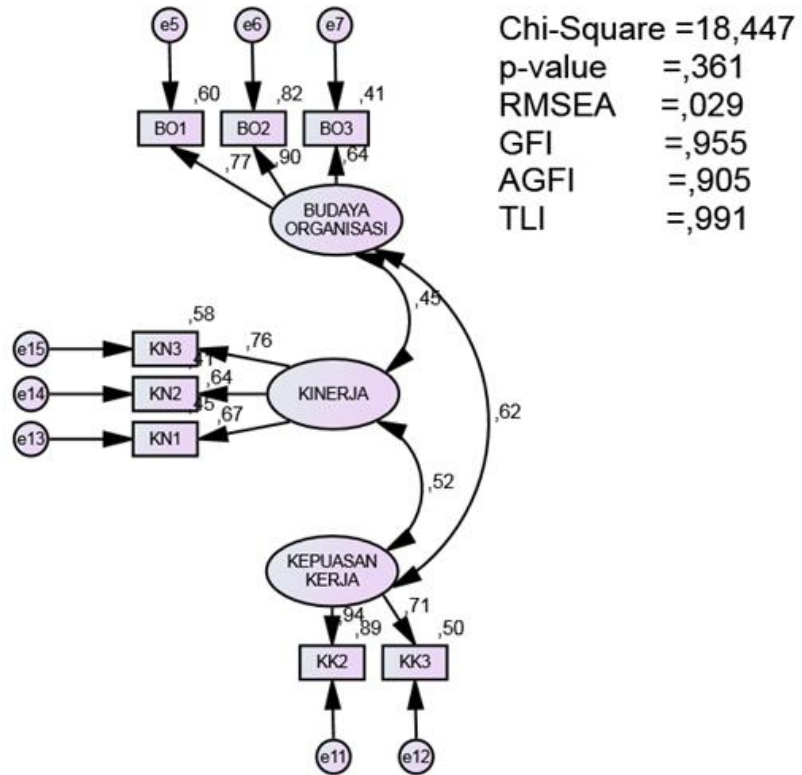 Chi-Square =18,447
p-value =,361
RMSEA =,029
GFI =,955
AGFI =,905
TLI =,991
e5 e6 e7
,60 ,82 ,41
BO1 BO2 BO3
,77 ,90 ,64
BUDAYA
ORGANISASI
,45
,58
e15 KN3 ,76
,41
e14 KN2 ,64 KINERJA
,45
e13 KN1 ,67
,62
,52
KEPUASAN
KERJA
,94 ,71
,89 ,50
KK2 KK3
e11 e12